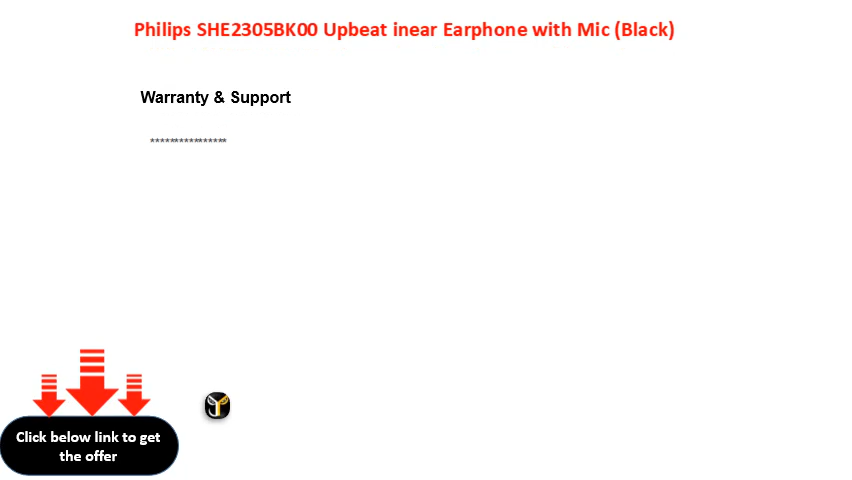 Philips SHE2305BK00 Upbeat inear Earphone with Mic (Black)
Warranty & Support
****************
Click below link to get
the offer